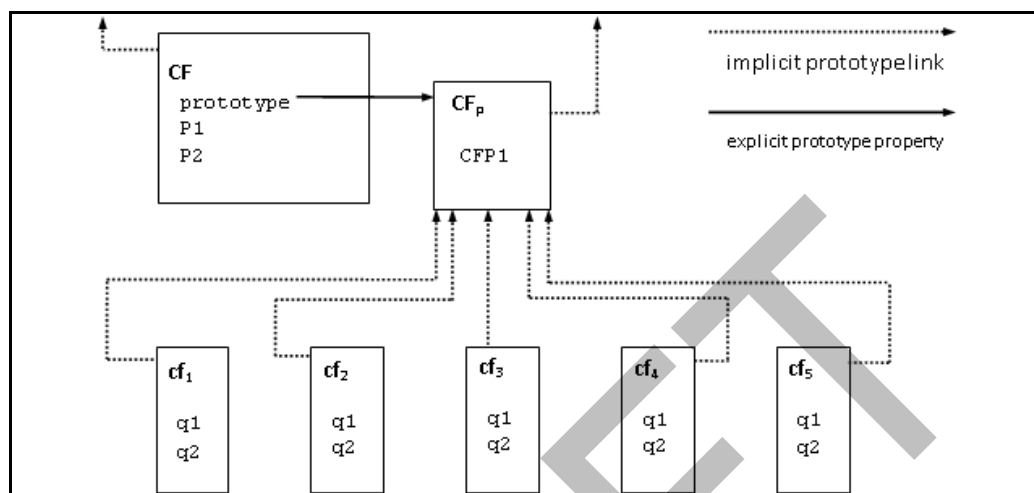 CF
prototype
P1
P2
CFp
CFP1
implicit prototype link
explicit prototype property
cf1
q1
q2
cf2
q1
q2
cf3
q1
q2
cf4
q1
q2
cf5
q1
q2